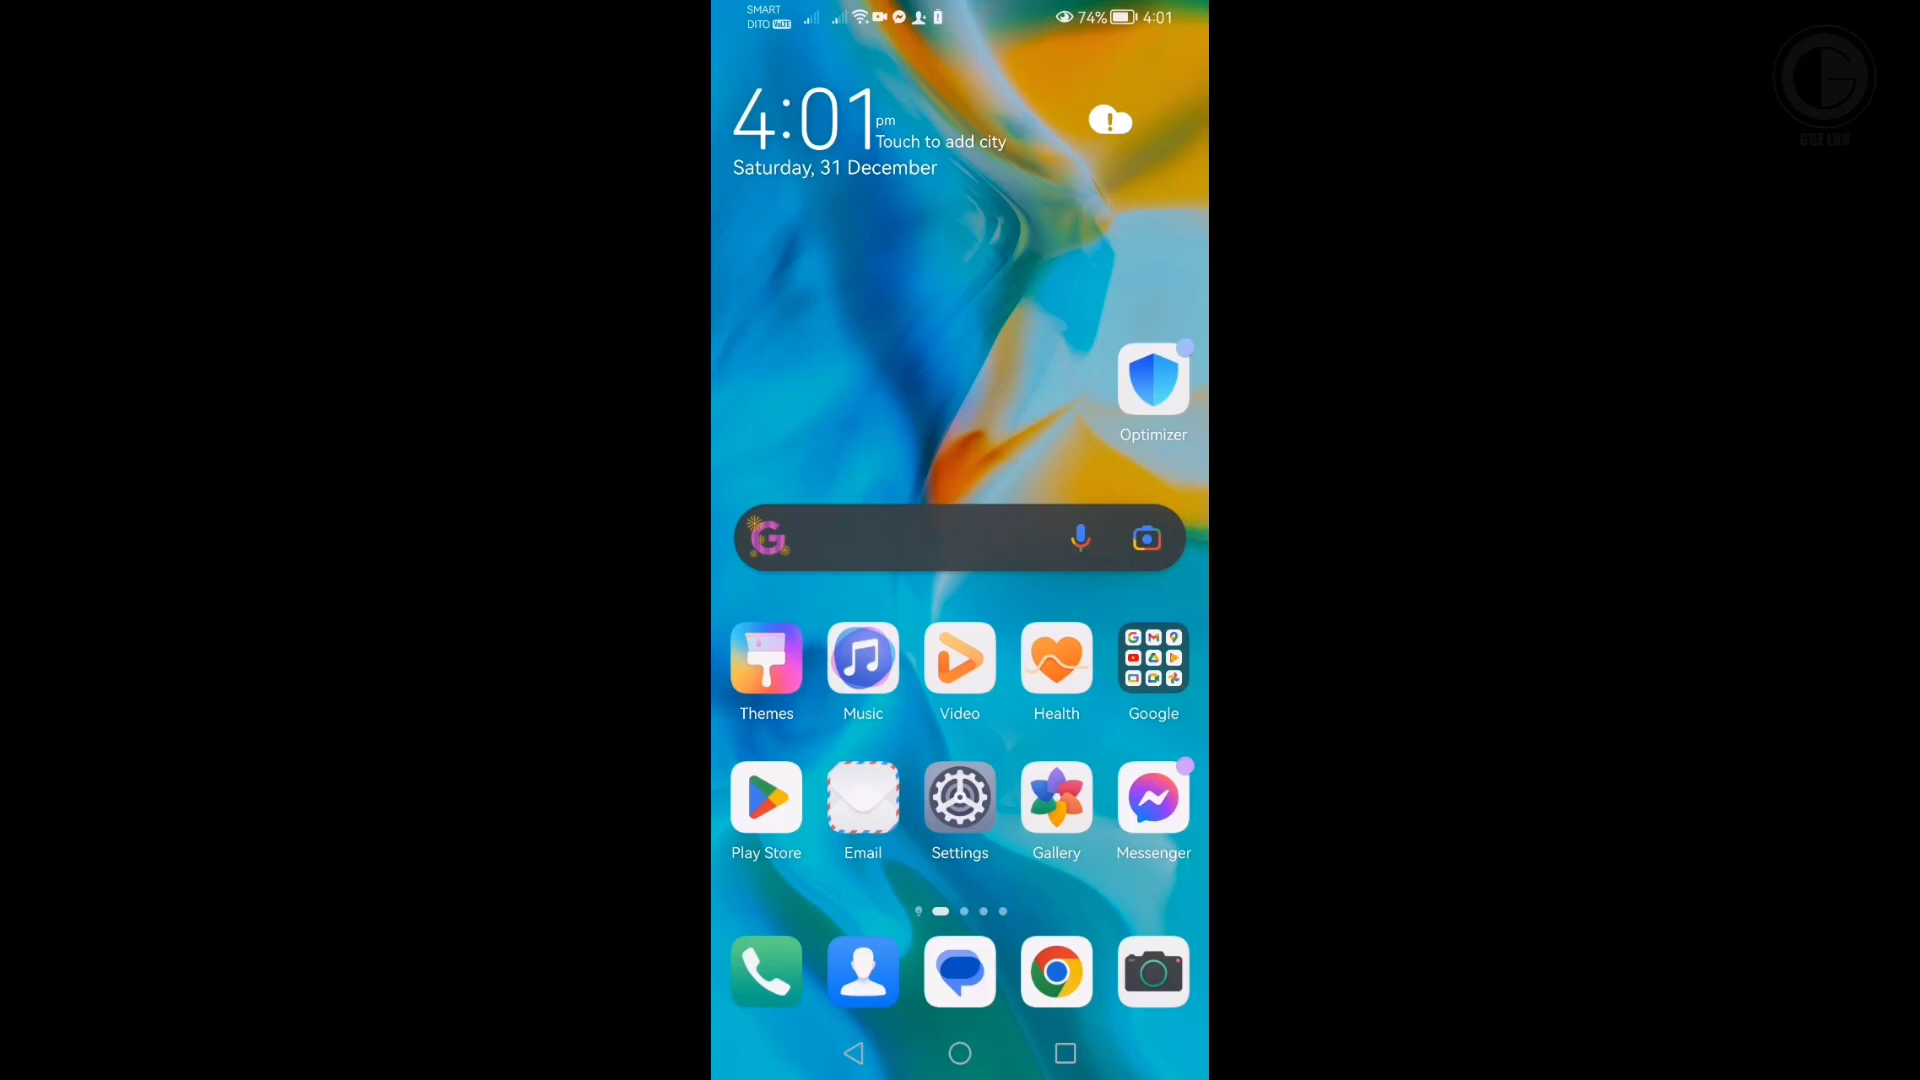 SMART
DITO VoLTE
74% 4:01
4:01 pm
Touch to add city
Saturday, 31 December
Optimizer
Themes Music Video Health Google
Play Store Email Settings Gallery Messenger